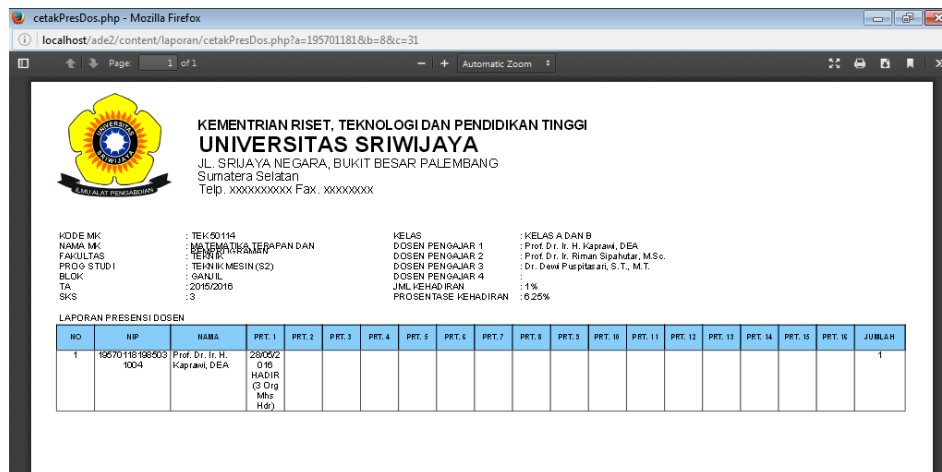 cetakPresDos.php - Mozilla Firefox
localhost/ade2/content/laporan/cetakPresDos.php?a=195701181&b=8&c=31
Page: 1 of 1 Automatic Zoom
UNIVERSITAS
SRIWIJAYA
ILMU ALAT PENGABDIAN
KEMENTRIAN RISET, TEKNOLOGI DAN PENDIDIKAN TINGGI
UNIVERSITAS SRIWIJAYA
JL. SRIJAYA NEGARA, BUKIT BESAR PALEMBANG
Sumatera Selatan
Telp. xxxxxxxxxx Fax. xxxxxxxx
KODE MK : TEK50114
NAMA MK : MATEMATIKA TERAPAN DAN
PEMROGRAMAN
FAKULTAS : TEKNIK
PROG STUDI : TEKNIK MESIN (S2)
BLOK : GANJIL
TA : 2015/2016
SKS : 3
KELAS : KELAS A DAN B
DOSEN PENGAJAR 1 : Prof. Dr. Ir. H. Kaprawi, DEA
DOSEN PENGAJAR 2 : Prof. Dr. Ir. Riman Sipahutar, M.Sc.
DOSEN PENGAJAR 3 : Dr. Dewi Puspitasari, S.T., M.T.
DOSEN PENGAJAR 4 :
JML KEHADIRAN : 1%
PROSENTASE KEHADIRAN : 6.25%
LAPORAN PRESENSI DOSEN
NO NIP NAMA PRT. 1 PRT. 2 PRT. 3 PRT. 4 PRT. 5 PRT. 6 PRT. 7 PRT. 8 PRT. 9 PRT. 10 PRT. 11 PRT. 12 PRT. 13 PRT. 14 PRT. 15 PRT. 16 JUMLAH
1 19570118198503 Prof. Dr. Ir. H. 28/05/2 1
1004 Kaprawi, DEA 016
HADIR
(3 Org
Mhs
Hdr)